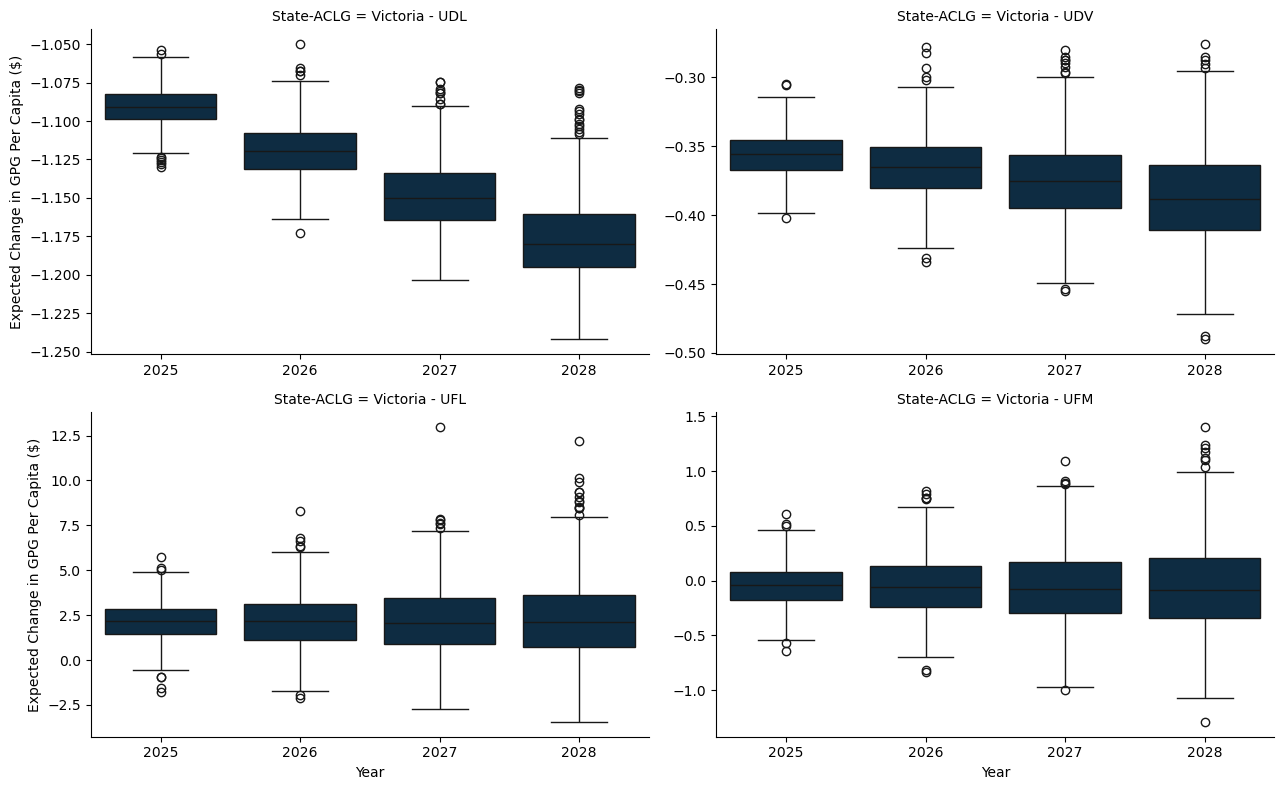 State-ACLG = Victoria - UDL
Expected Change in GPG Per Capita ($)
−1.050
−1.075
−1.100
−1.125
−1.150
−1.175
−1.200
−1.225
−1.250
2025 2026 2027 2028
State-ACLG = Victoria - UDV
−0.30
−0.35
−0.40
−0.45
−0.50
2025 2026 2027 2028
State-ACLG = Victoria - UFL
Expected Change in GPG Per Capita ($)
12.5
10.0
7.5
5.0
2.5
0.0
−2.5
2025 2026 2027 2028
Year
State-ACLG = Victoria - UFM
1.5
1.0
0.5
0.0
−0.5
−1.0
2025 2026 2027 2028
Year